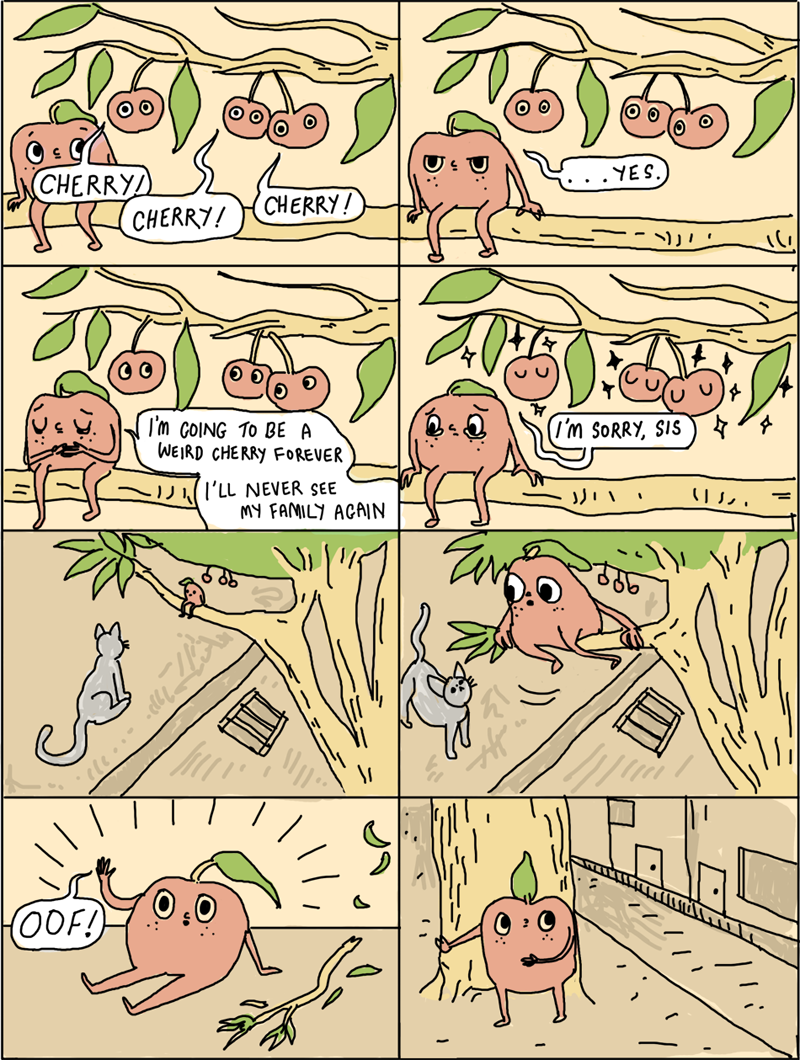 CHERRY!
CHERRY!
CHERRY!
...YES.
I'M GOING TO BE A
WEIRD CHERRY FOREVER
I'LL NEVER SEE
MY FAMILY AGAIN
I'M SORRY, SIS
OOF!